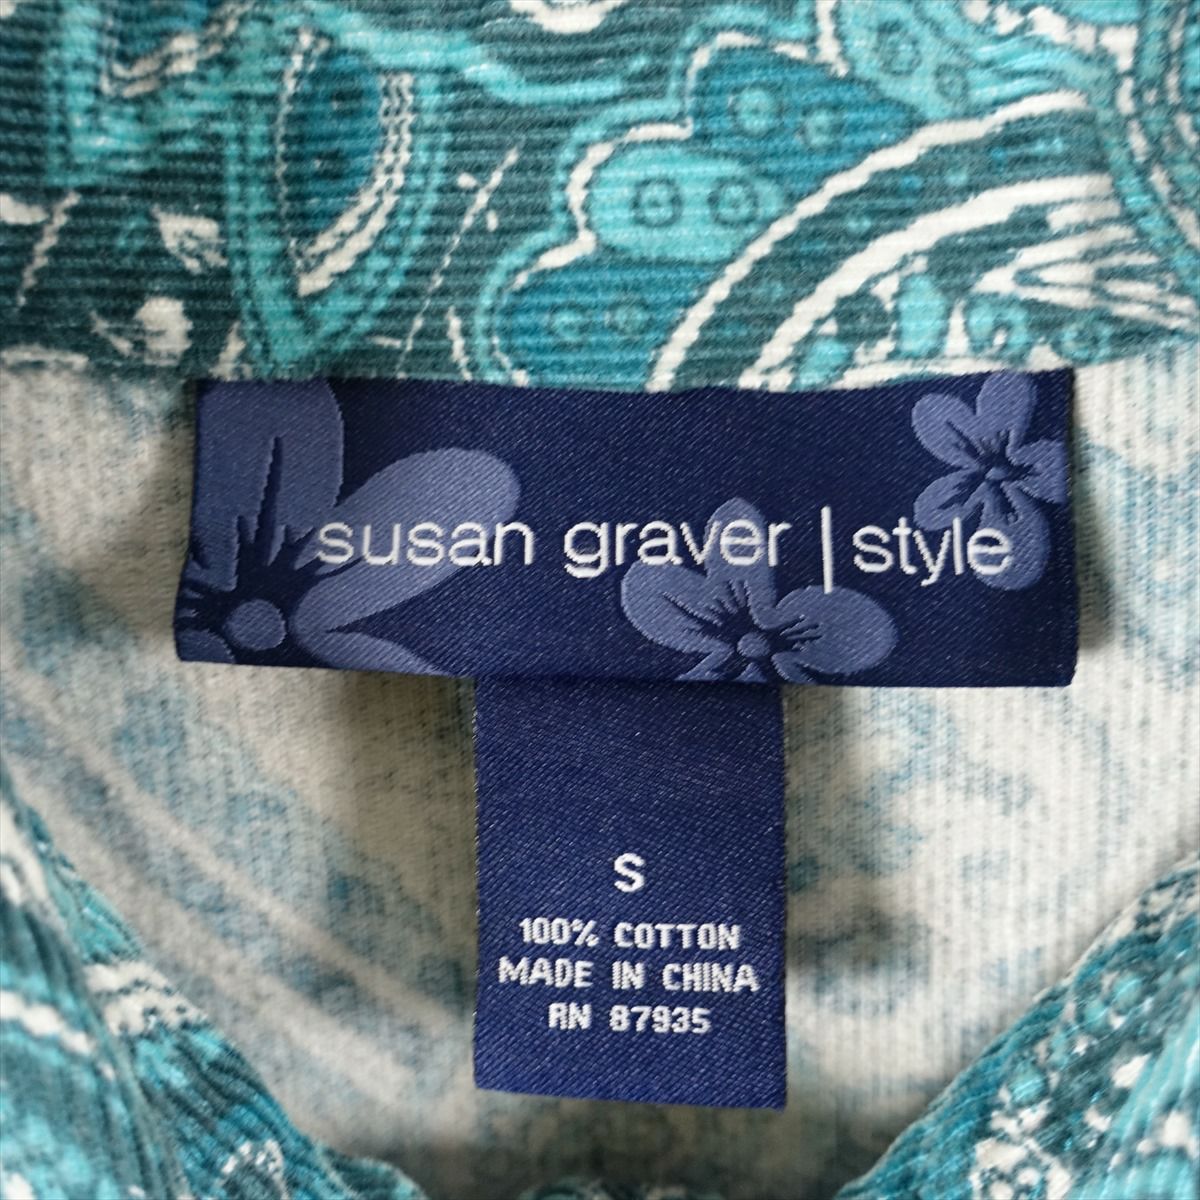 susan graver | style
S
100% COTTON
MADE IN CHINA
RN 87935